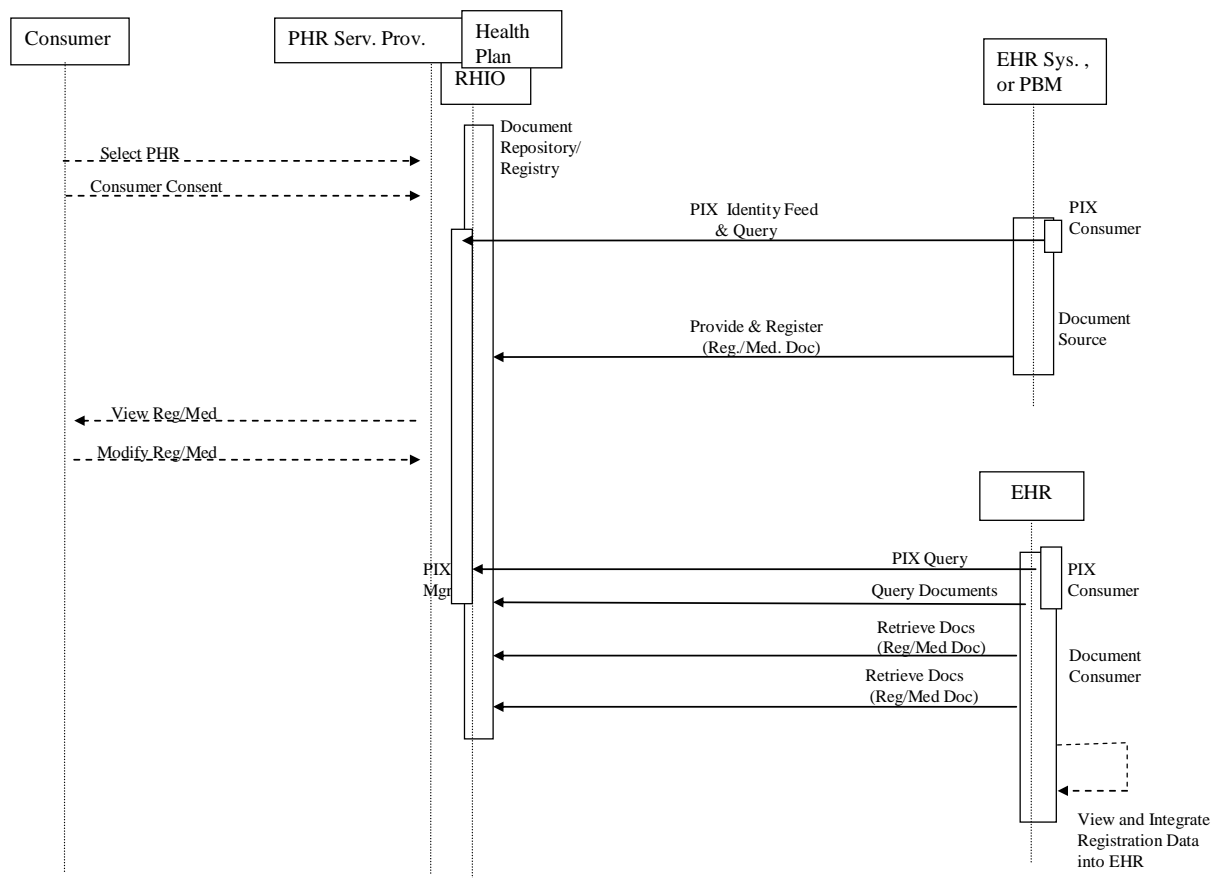 Consumer
PHR Serv. Prov.
Health
Plan
RHIO
EHR Sys. ,
or PBM
Document
Repository/
Registry
Select PHR
Consumer Consent
PIX Identity Feed
& Query
PIX
Consumer
Provide & Register
(Reg./Med. Doc)
Document
Source
View Reg/Med
Modify Reg/Med
EHR
PIX Query
PIX
Mgr
PIX
Consumer
Query Documents
Retrieve Docs
(Reg/Med Doc)
Document
Consumer
Retrieve Docs
(Reg/Med Doc)
View and Integrate
Registration Data
into EHR